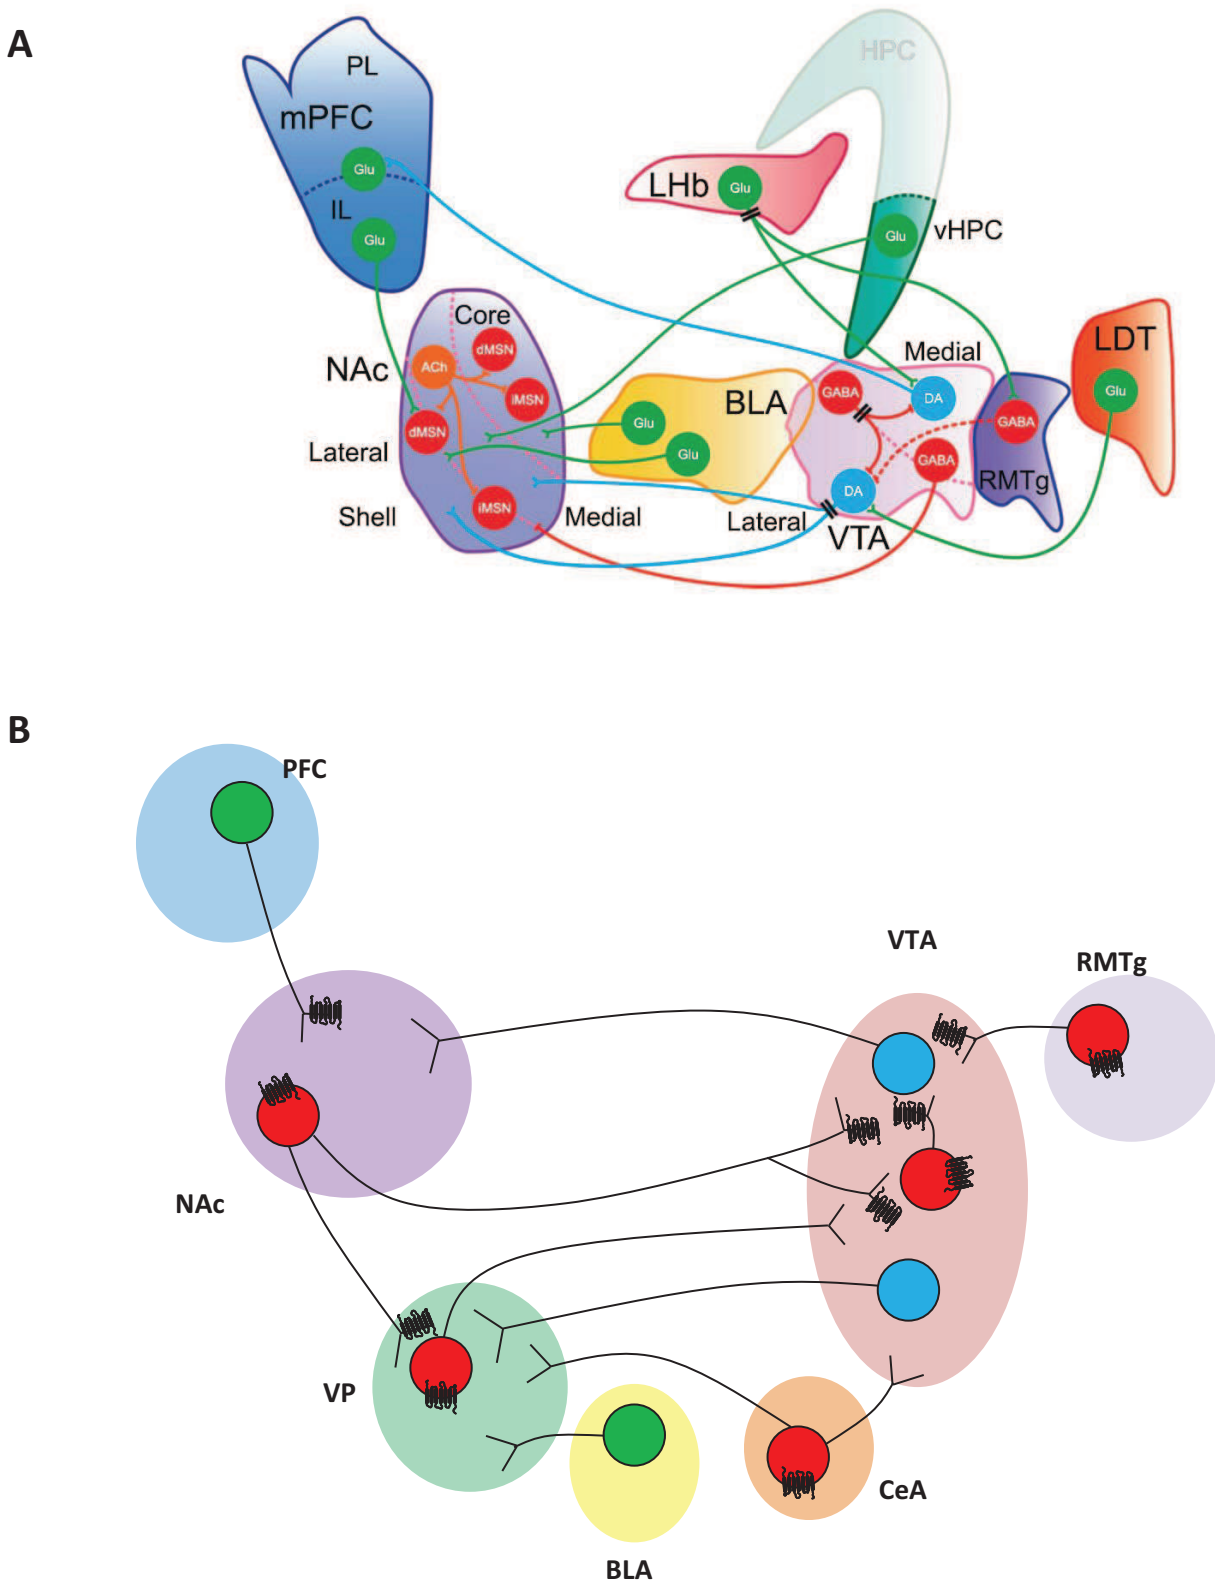 A
PL
mPFC
Glu
IL
Glu
HPC
LHb
Glu
vHPC
Glu
Core
dMSN
NAc
ACh
iMSN
dMSN
Lateral
Shell
iMSN
Medial
BLA
Glu
Glu
Medial
GABA
DA
GABA
DA
Lateral
VTA
GABA
RMTg
LDT
Glu
B
PFC
VTA
RMTg
NAc
VP
CeA
BLA